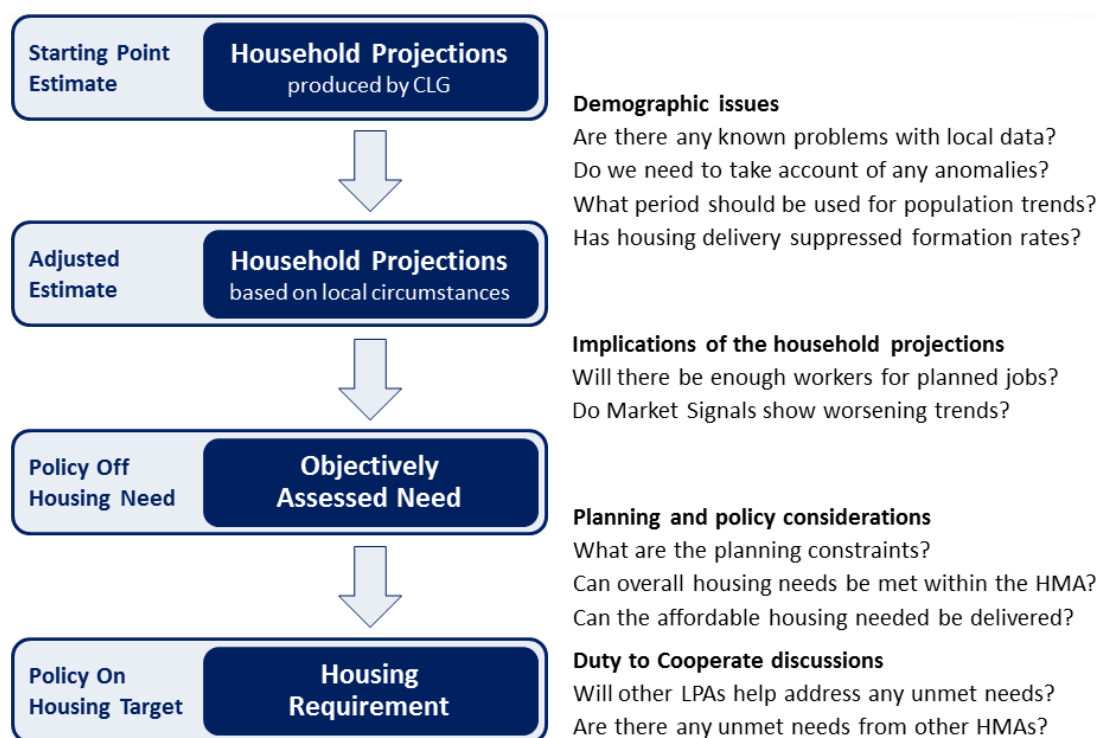 Starting Point
Estimate
Household Projections
produced by CLG
Demographic issues
Are there any known problems with local data?
Do we need to take account of any anomalies?
What period should be used for population trends?
Has housing delivery suppressed formation rates?
Adjusted
Estimate
Household Projections
based on local circumstances
Implications of the household projections
Will there be enough workers for planned jobs?
Do Market Signals show worsening trends?
Policy Off
Housing Need
Objectively
Assessed Need
Planning and policy considerations
What are the planning constraints?
Can overall housing needs be met within the HMA?
Can the affordable housing needed be delivered?
Policy On
Housing Target
Housing
Requirement
Duty to Cooperate discussions
Will other LPAs help address any unmet needs?
Are there any unmet needs from other HMAs?